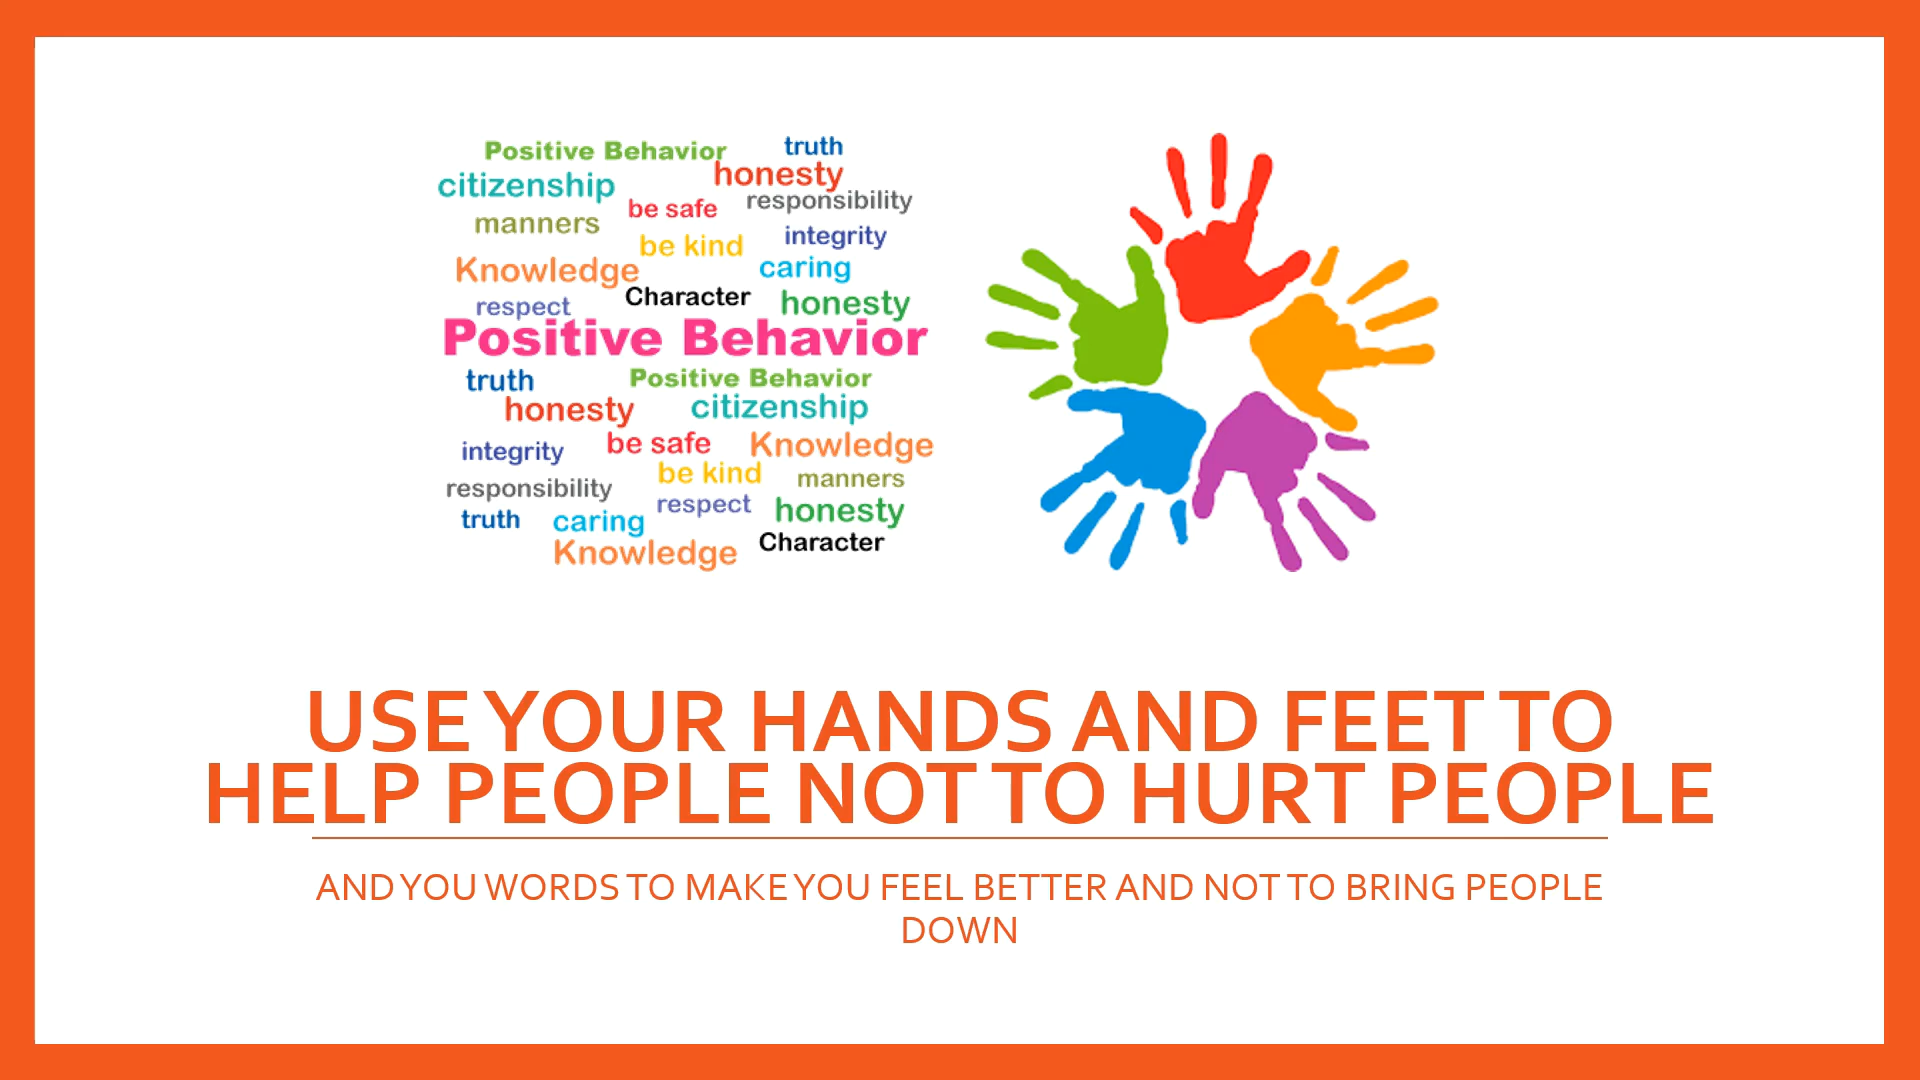 Positive Behavior truth
citizenship honesty
manners be safe responsibility
be kind integrity
Knowledge caring
respect Character honesty
Positive Behavior
truth Positive Behavior
honesty citizenship
integrity be safe Knowledge
be kind manners
responsibility respect honesty
truth caring
Knowledge Character
USE YOUR HANDS AND FEET TO
HELP PEOPLE NOT TO HURT PEOPLE
AND YOU WORDS TO MAKE YOU FEEL BETTER AND NOT TO BRING PEOPLE
DOWN